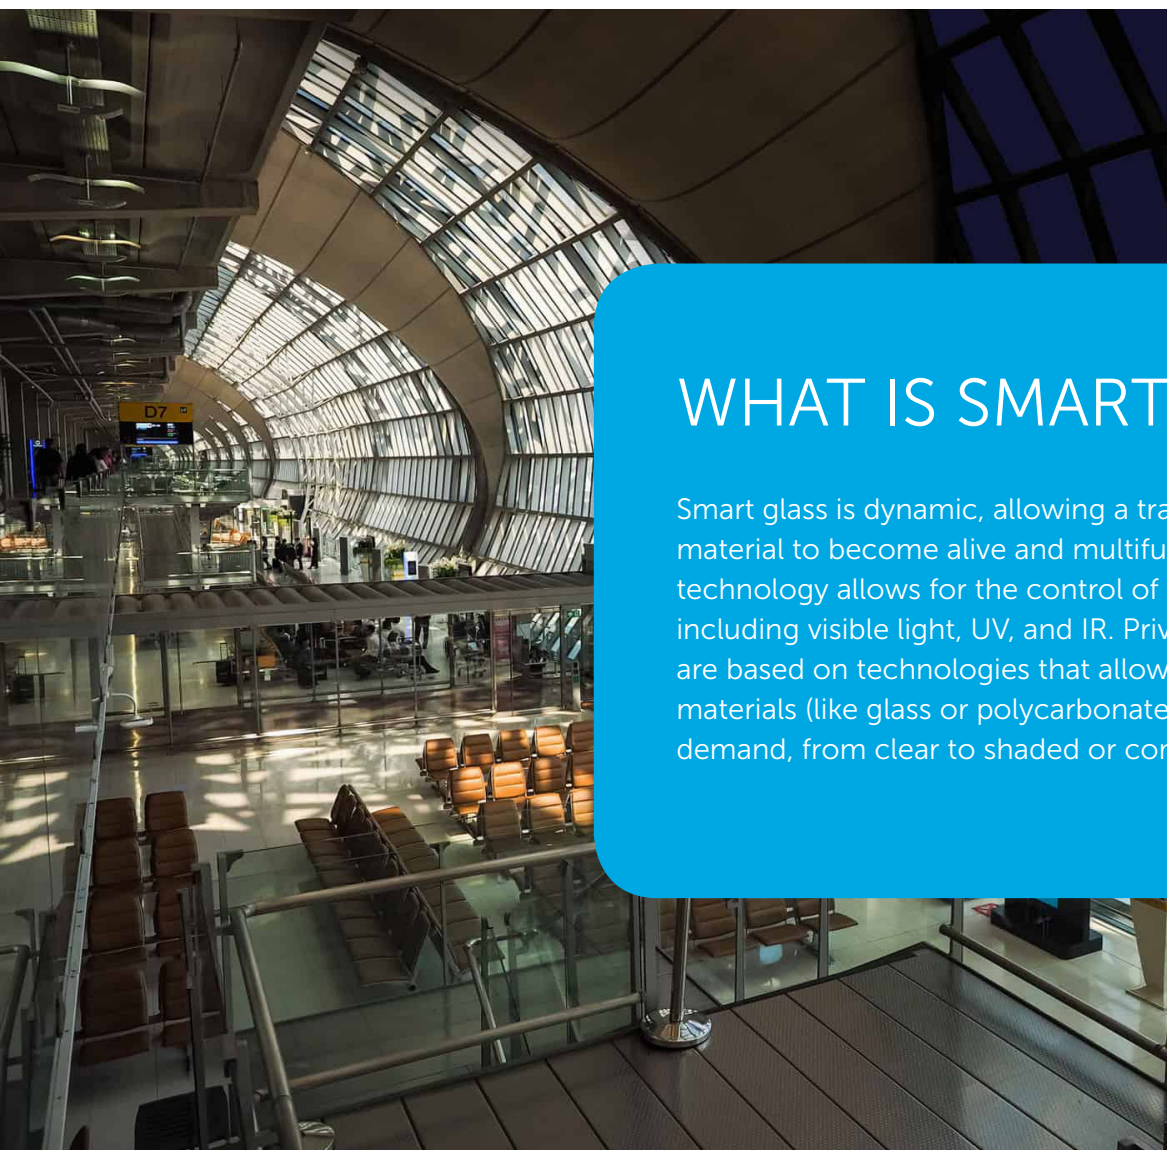 D7
WHAT IS SMART
Smart glass is dynamic, allowing a tra
material to become alive and multifu
technology allows for the control of
including visible light, UV, and IR. Priv
are based on technologies that allow
materials (like glass or polycarbonate
demand, from clear to shaded or cor